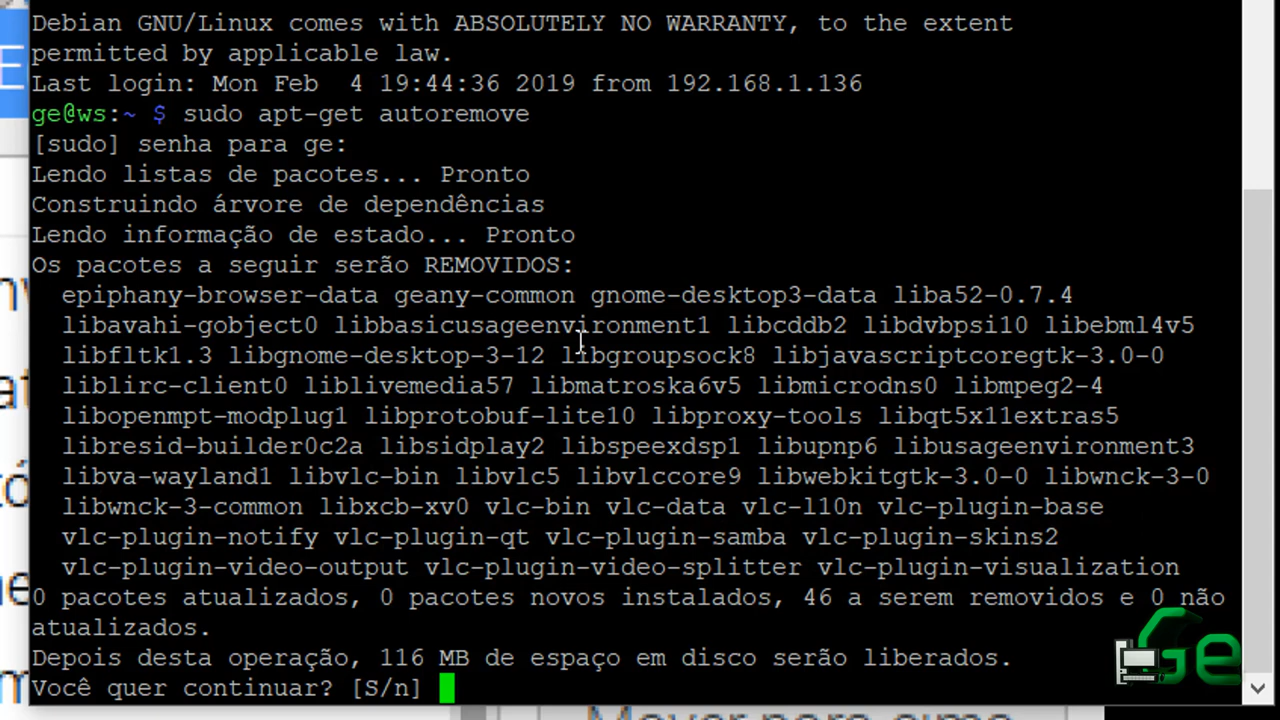 Debian GNU/Linux comes with ABSOLUTELY NO WARRANTY, to the extent
permitted by applicable law.
Last login: Mon Feb  4 19:44:36 2019 from 192.168.1.136
ge@ws:~ $ sudo apt-get autoremove
[sudo] senha para ge:
Lendo listas de pacotes... Pronto
Construindo árvore de dependências
Lendo informação de estado... Pronto
Os pacotes a seguir serão REMOVIDOS:
  epiphany-browser-data geany-common gnome-desktop3-data liba52-0.7.4
  libavahi-gobject0 libbasicusageenvironment1 libcddb2 libdvbpsi10 libebml4v5
  libfltk1.3 libgnome-desktop-3-12 libgroupsock8 libjavascriptcoregtk-3.0-0
  liblirc-client0 liblivemedia57 libmatroska6v5 libmicrodns0 libmpeg2-4
  libopenmpt-modplug1 libprotobuf-lite10 libproxy-tools libqt5x11extras5
  libresid-builder0c2a libsidplay2 libspeexdsp1 libupnp6 libusageenvironment3
  libva-wayland1 libvlc-bin libvlc5 libvlccore9 libwebkitgtk-3.0-0 libwnck-3-0
  libwnck-3-common libxcb-xv0 vlc-bin vlc-data vlc-l10n vlc-plugin-base
  vlc-plugin-notify vlc-plugin-qt vlc-plugin-samba vlc-plugin-skins2
  vlc-plugin-video-output vlc-plugin-video-splitter vlc-plugin-visualization
0 pacotes atualizados, 0 pacotes novos instalados, 46 a serem removidos e 0 não
atualizados.
Depois desta operação, 116 MB de espaço em disco serão liberados.
Você quer continuar? [S/n]
Ge